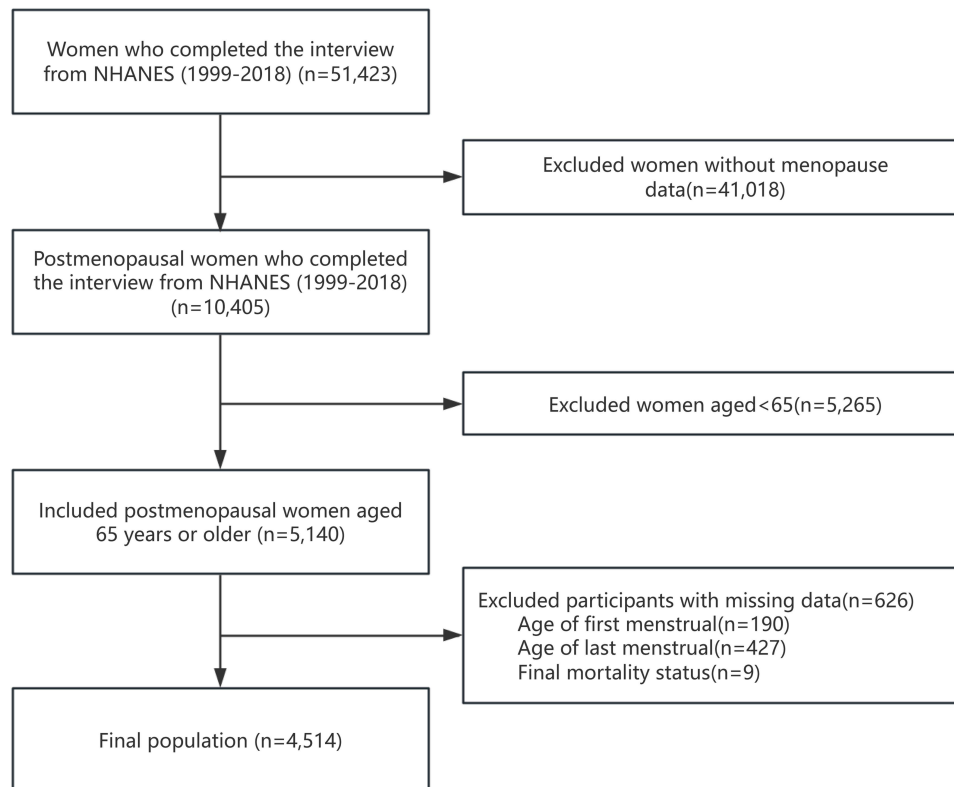 Women who completed the interview
from NHANES (1999-2018) (n=51,423)
Excluded women without menopause
data(n=41,018)
Postmenopausal women who completed
the interview from NHANES (1999-2018)
(n=10,405)
Excluded women aged<65(n=5,265)
Included postmenopausal women aged
65 years or older (n=5,140)
Excluded participants with missing data(n=626)
Age of first menstrual(n=190)
Age of last menstrual(n=427)
Final mortality status(n=9)
Final population (n=4,514)